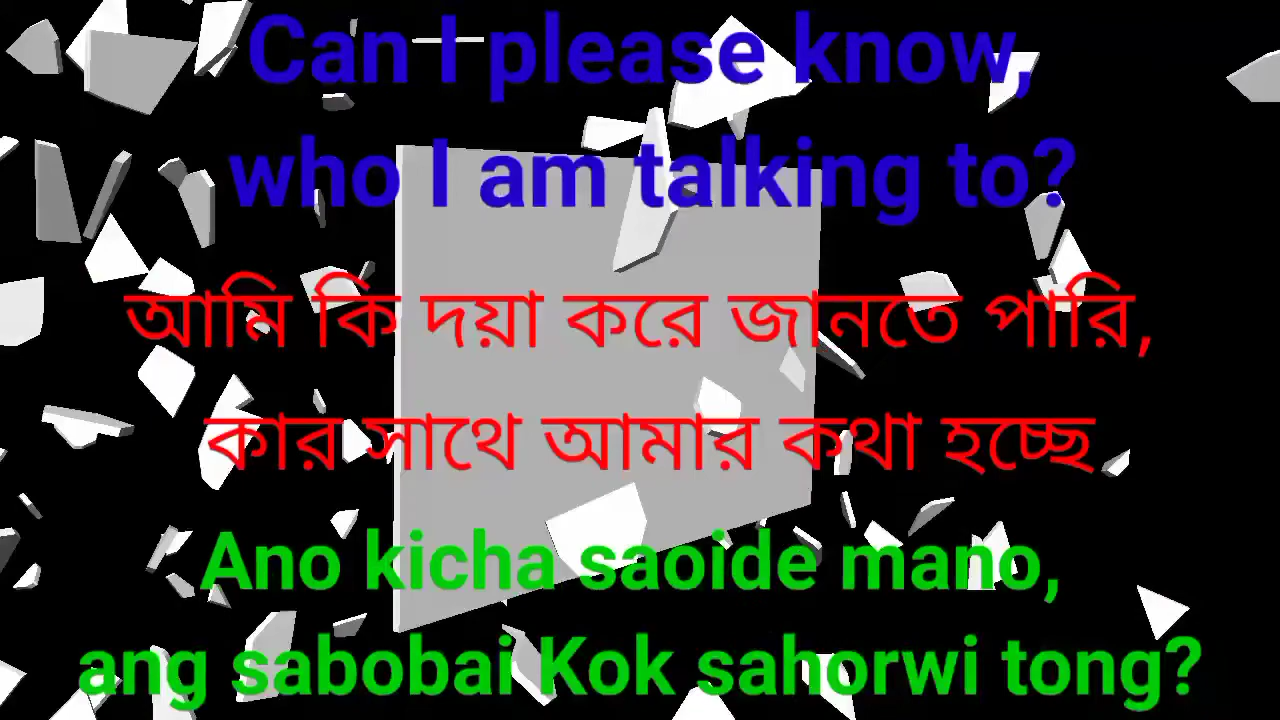 Can I please know,
who I am talking to?
আমি কি দয়া করে জানতে পারি,
কার সাথে আমার কথা হচ্ছে
Ano kicha saoide mano,
ang sabobai Kok sahorwi tong?